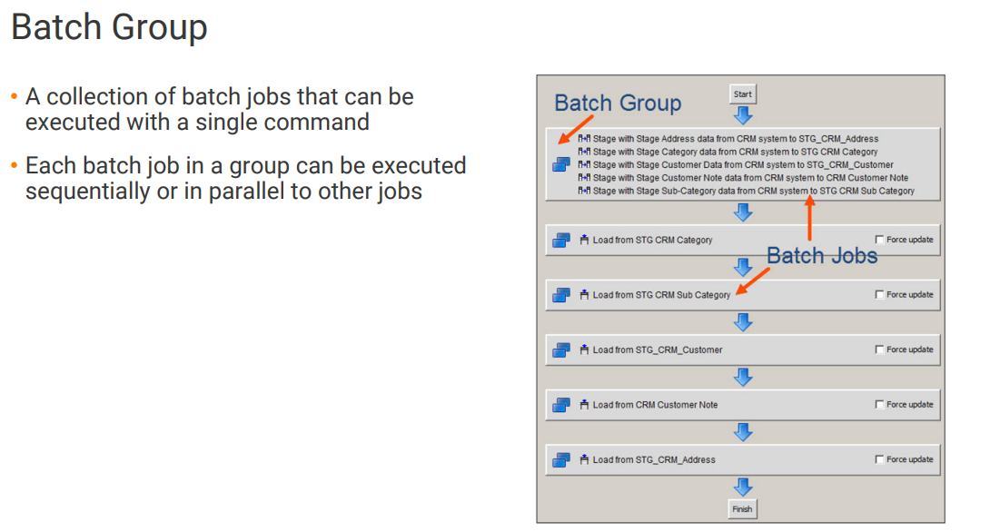 Batch Group
• A collection of batch jobs that can be
executed with a single command
• Each batch job in a group can be executed
sequentially or in parallel to other jobs
Batch Group
Start
Stage with Stage Address data from CRM system to STG_CRM_Address
Stage with Stage Category data from CRM system to STG CRM Category
Stage with Stage Customer Data from CRM system to STG_CRM_Customer
Stage with Stage Customer Note data from CRM system to CRM Customer Note
Stage with Stage Sub-Category data from CRM system to STG CRM Sub Category
Load from STG CRM Category
Force update
Batch Jobs
Load from STG CRM Sub Category
Force update
Load from STG_CRM_Customer
Force update
Load from CRM Customer Note
Force update
Load from STG_CRM_Address
Force update
Finish